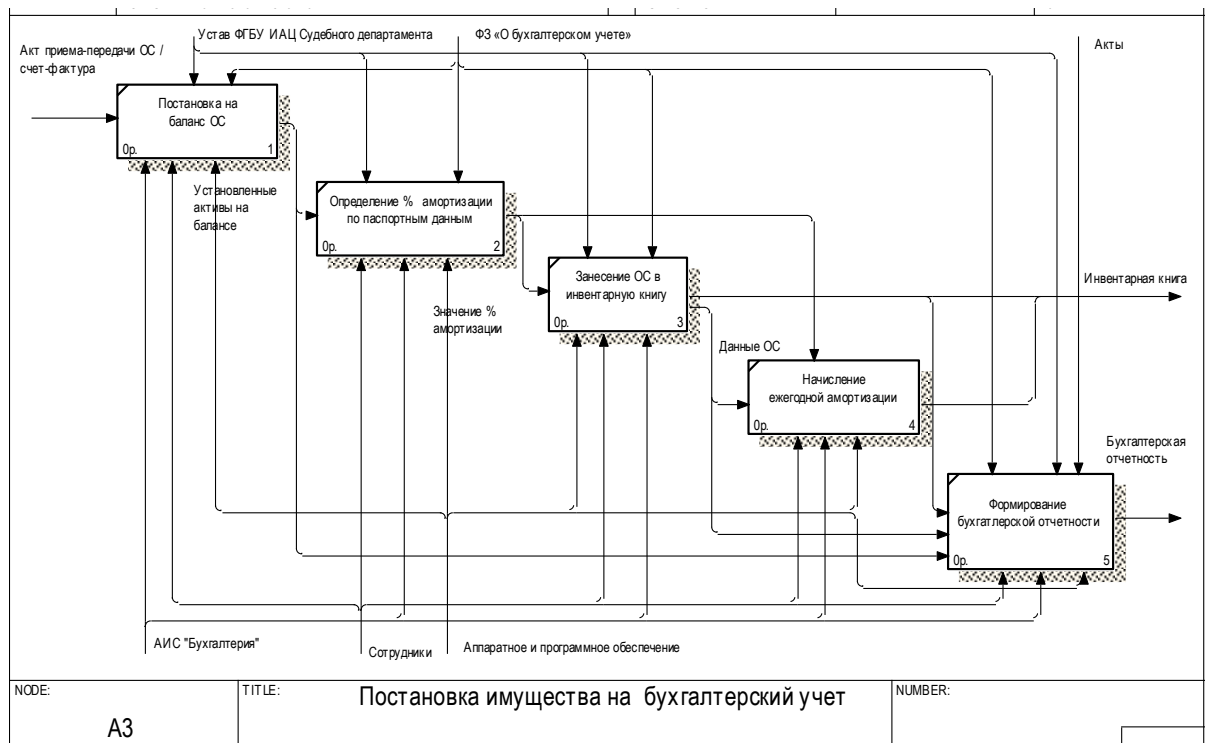 Устав ФГБУ ИАЦ Судебного департамента
ФЗ «О бухгалтерском учете»
Акт приема-передачи ОС /
счет-фактура
Акты
Постановка на
баланс ОС
0р. 1
Установленные
активы на
балансе
Определение % амортизации
по паспортным данным
0р. 2
Значение %
амортизации
Занесение ОС в
инвентарную книгу
0р. 3
Инвентарная книга
Данные ОС
Начисление
ежегодной амортизации
0р. 4
Бухгалтерская
отчетность
Формирование
бухгатлерской отчетности
0р. 5
АИС "Бухгалтерия"
Сотрудники
Аппаратное и программное обеспечение
NODE:
TITLE:
Постановка имущества на бухгалтерский учет
NUMBER:
А3